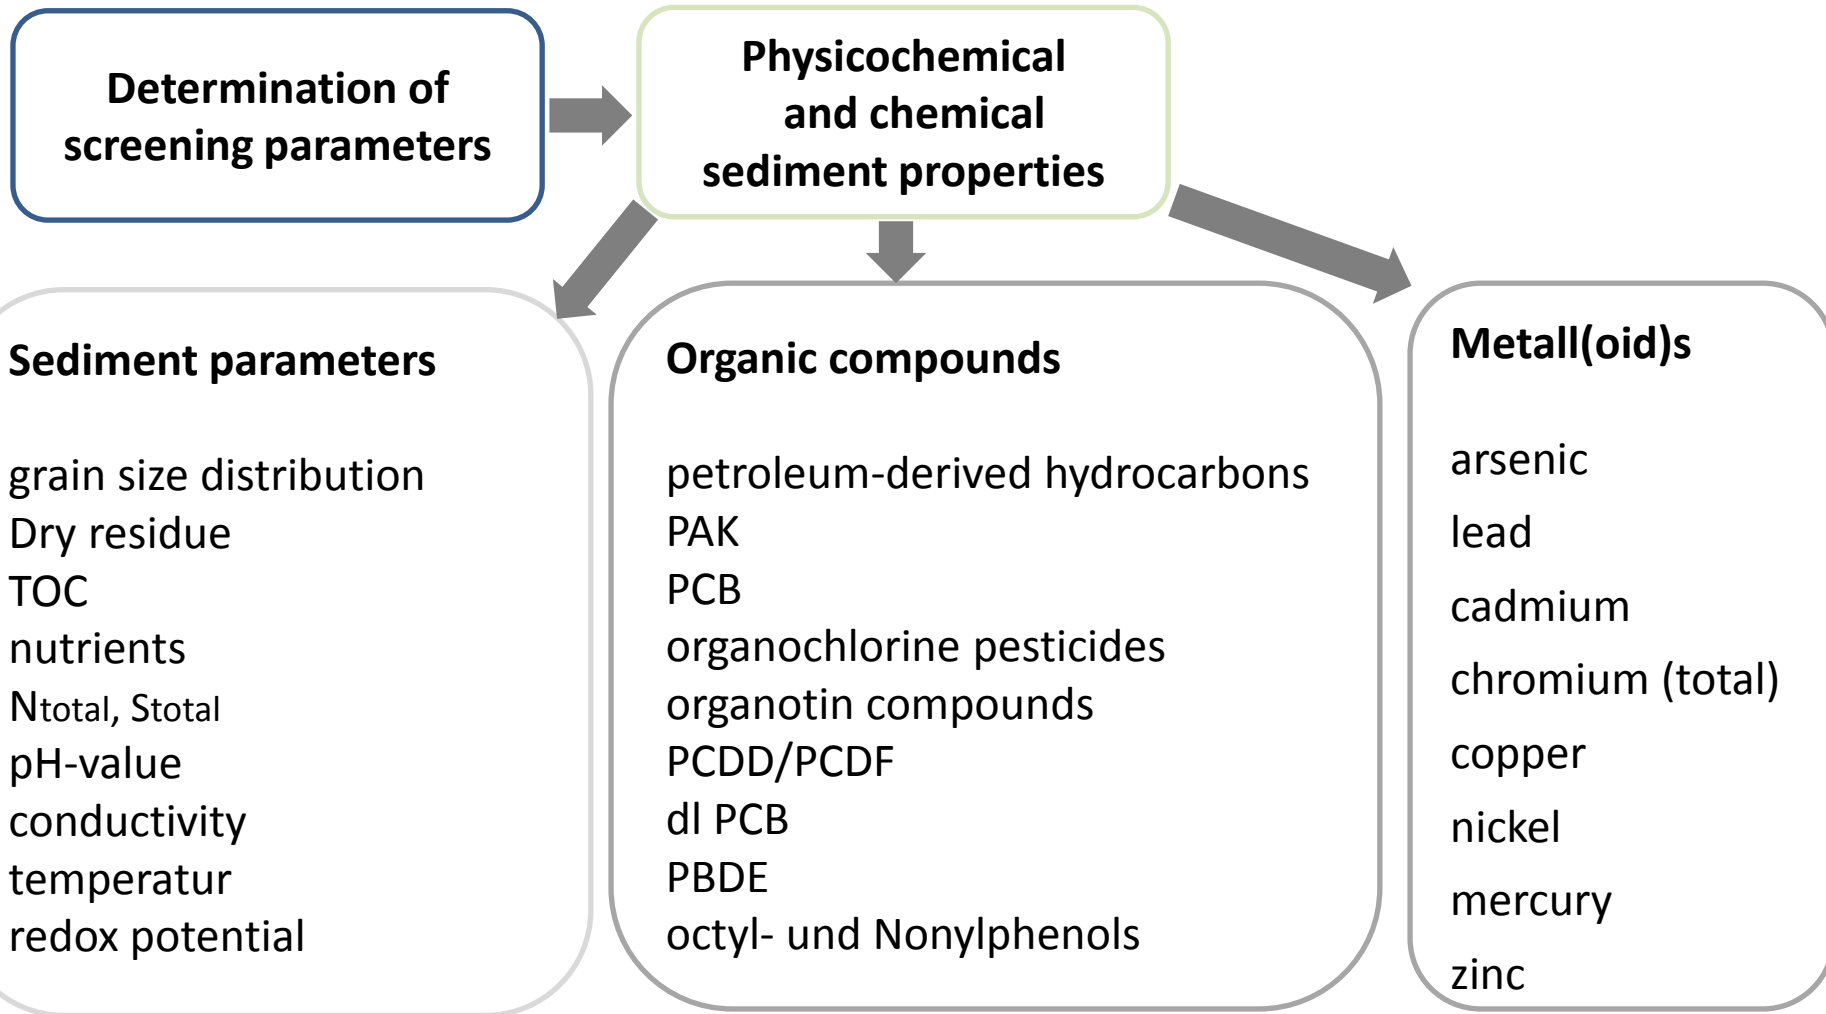 Determination of
screening parameters
Physicochemical
and chemical
sediment properties
Sediment parameters
grain size distribution
Dry residue
TOC
nutrients
Ntotal, Stotal
pH-value
conductivity
temperatur
redox potential
Organic compounds
petroleum-derived hydrocarbons
PAK
PCB
organochlorine pesticides
organotin compounds
PCDD/PCDF
dl PCB
PBDE
octyl- und Nonylphenols
Metall(oid)s
arsenic
lead
cadmium
chromium (total)
copper
nickel
mercury
zinc